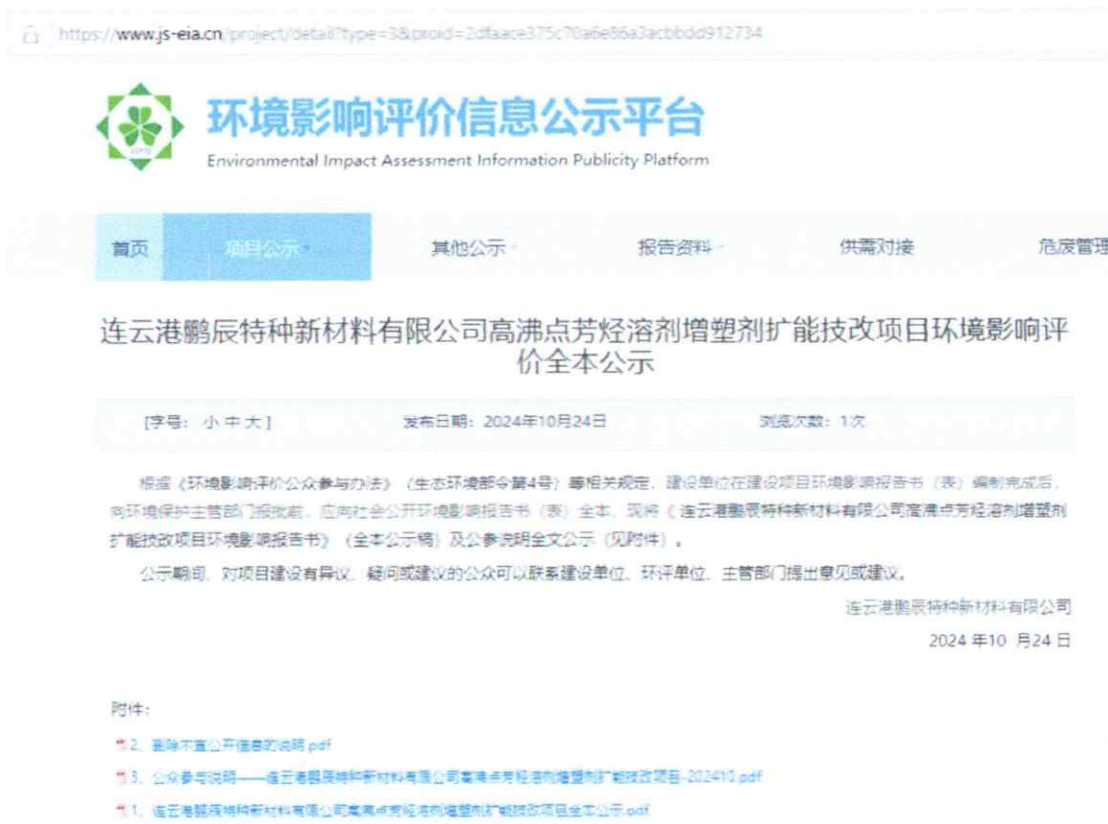 https://www.js-eia.cn/project/detail?type=3&proid=2dfaace375c70a6e86a3acbbdd912734
环境影响评价信息公示平台
Environmental Impact Assessment Information Publicity Platform
首页 项目公示 其他公示 报告资料 供需对接 危废管理
连云港鹏辰特种新材料有限公司高沸点芳烃溶剂增塑剂扩能技改项目环境影响评
价全本公示
[字号: 小 中 大] 发布日期: 2024年10月24日 浏览次数: 1次
根据《环境影响评价公众参与办法》（生态环境部令第4号）等相关规定，建设单位在建设项目环境影响报告书（表）编制完成后，
向环境保护主管部门报批前，应向社会公开环境影响报告书（表）全本，现将《连云港鹏辰特种新材料有限公司高沸点芳烃溶剂增塑剂
扩能技改项目环境影响报告书》（全本公示稿）及公参说明全文公示（见附件）。
公示期间，对项目建设有异议、疑问或建议的公众可以联系建设单位、环评单位、主管部门提出意见或建议。
连云港鹏辰特种新材料有限公司
2024 年10 月24 日
附件：
2、删除不宜公开信息的说明.pdf
3、公众参与说明——连云港鹏辰特种新材料有限公司高沸点芳烃溶剂增塑剂扩能技改项目-202410.pdf
1、连云港鹏辰特种新材料有限公司高沸点芳烃溶剂增塑剂扩能技改项目全本公示.pdf